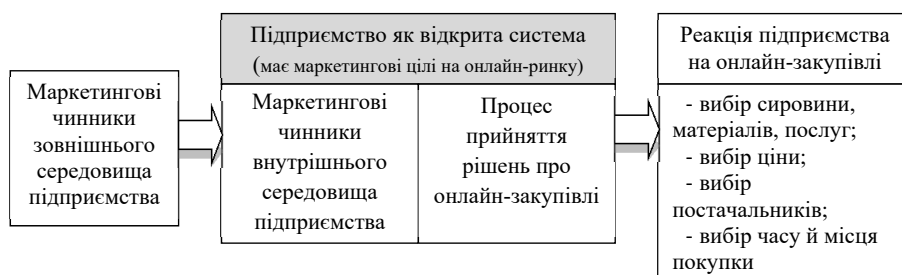 Маркетингові
чинники
зовнішнього
середовища
підприємства
Підприємство як відкрита система
(має маркетингові цілі на онлайн-ринку)
Маркетингові
чинники
внутрішнього
середовища
підприємства
Процес
прийняття
рішень про
онлайн-закупівлі
Реакція підприємства
на онлайн-закупівлі
- вибір сировини,
матеріалів, послуг;
- вибір ціни;
- вибір
постачальників;
- вибір часу й місця
покупки